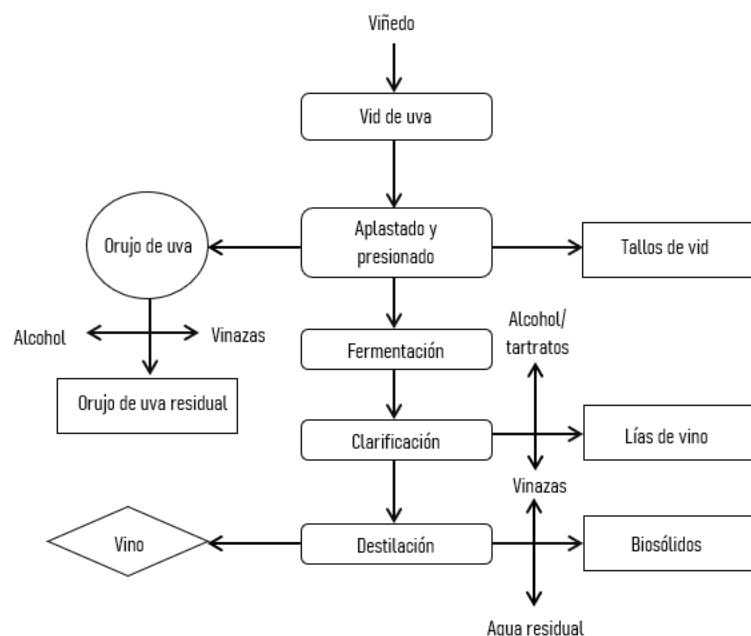 Viñedo
Vid de uva
Orujo de uva
Aplastado y
presionado
Tallos de vid
Alcohol
Vinazas
Alcohol/
tartratos
Fermentación
Orujo de uva residual
Clarificación
Lías de vino
Vinazas
Vino
Destilación
Biosólidos
Agua residual